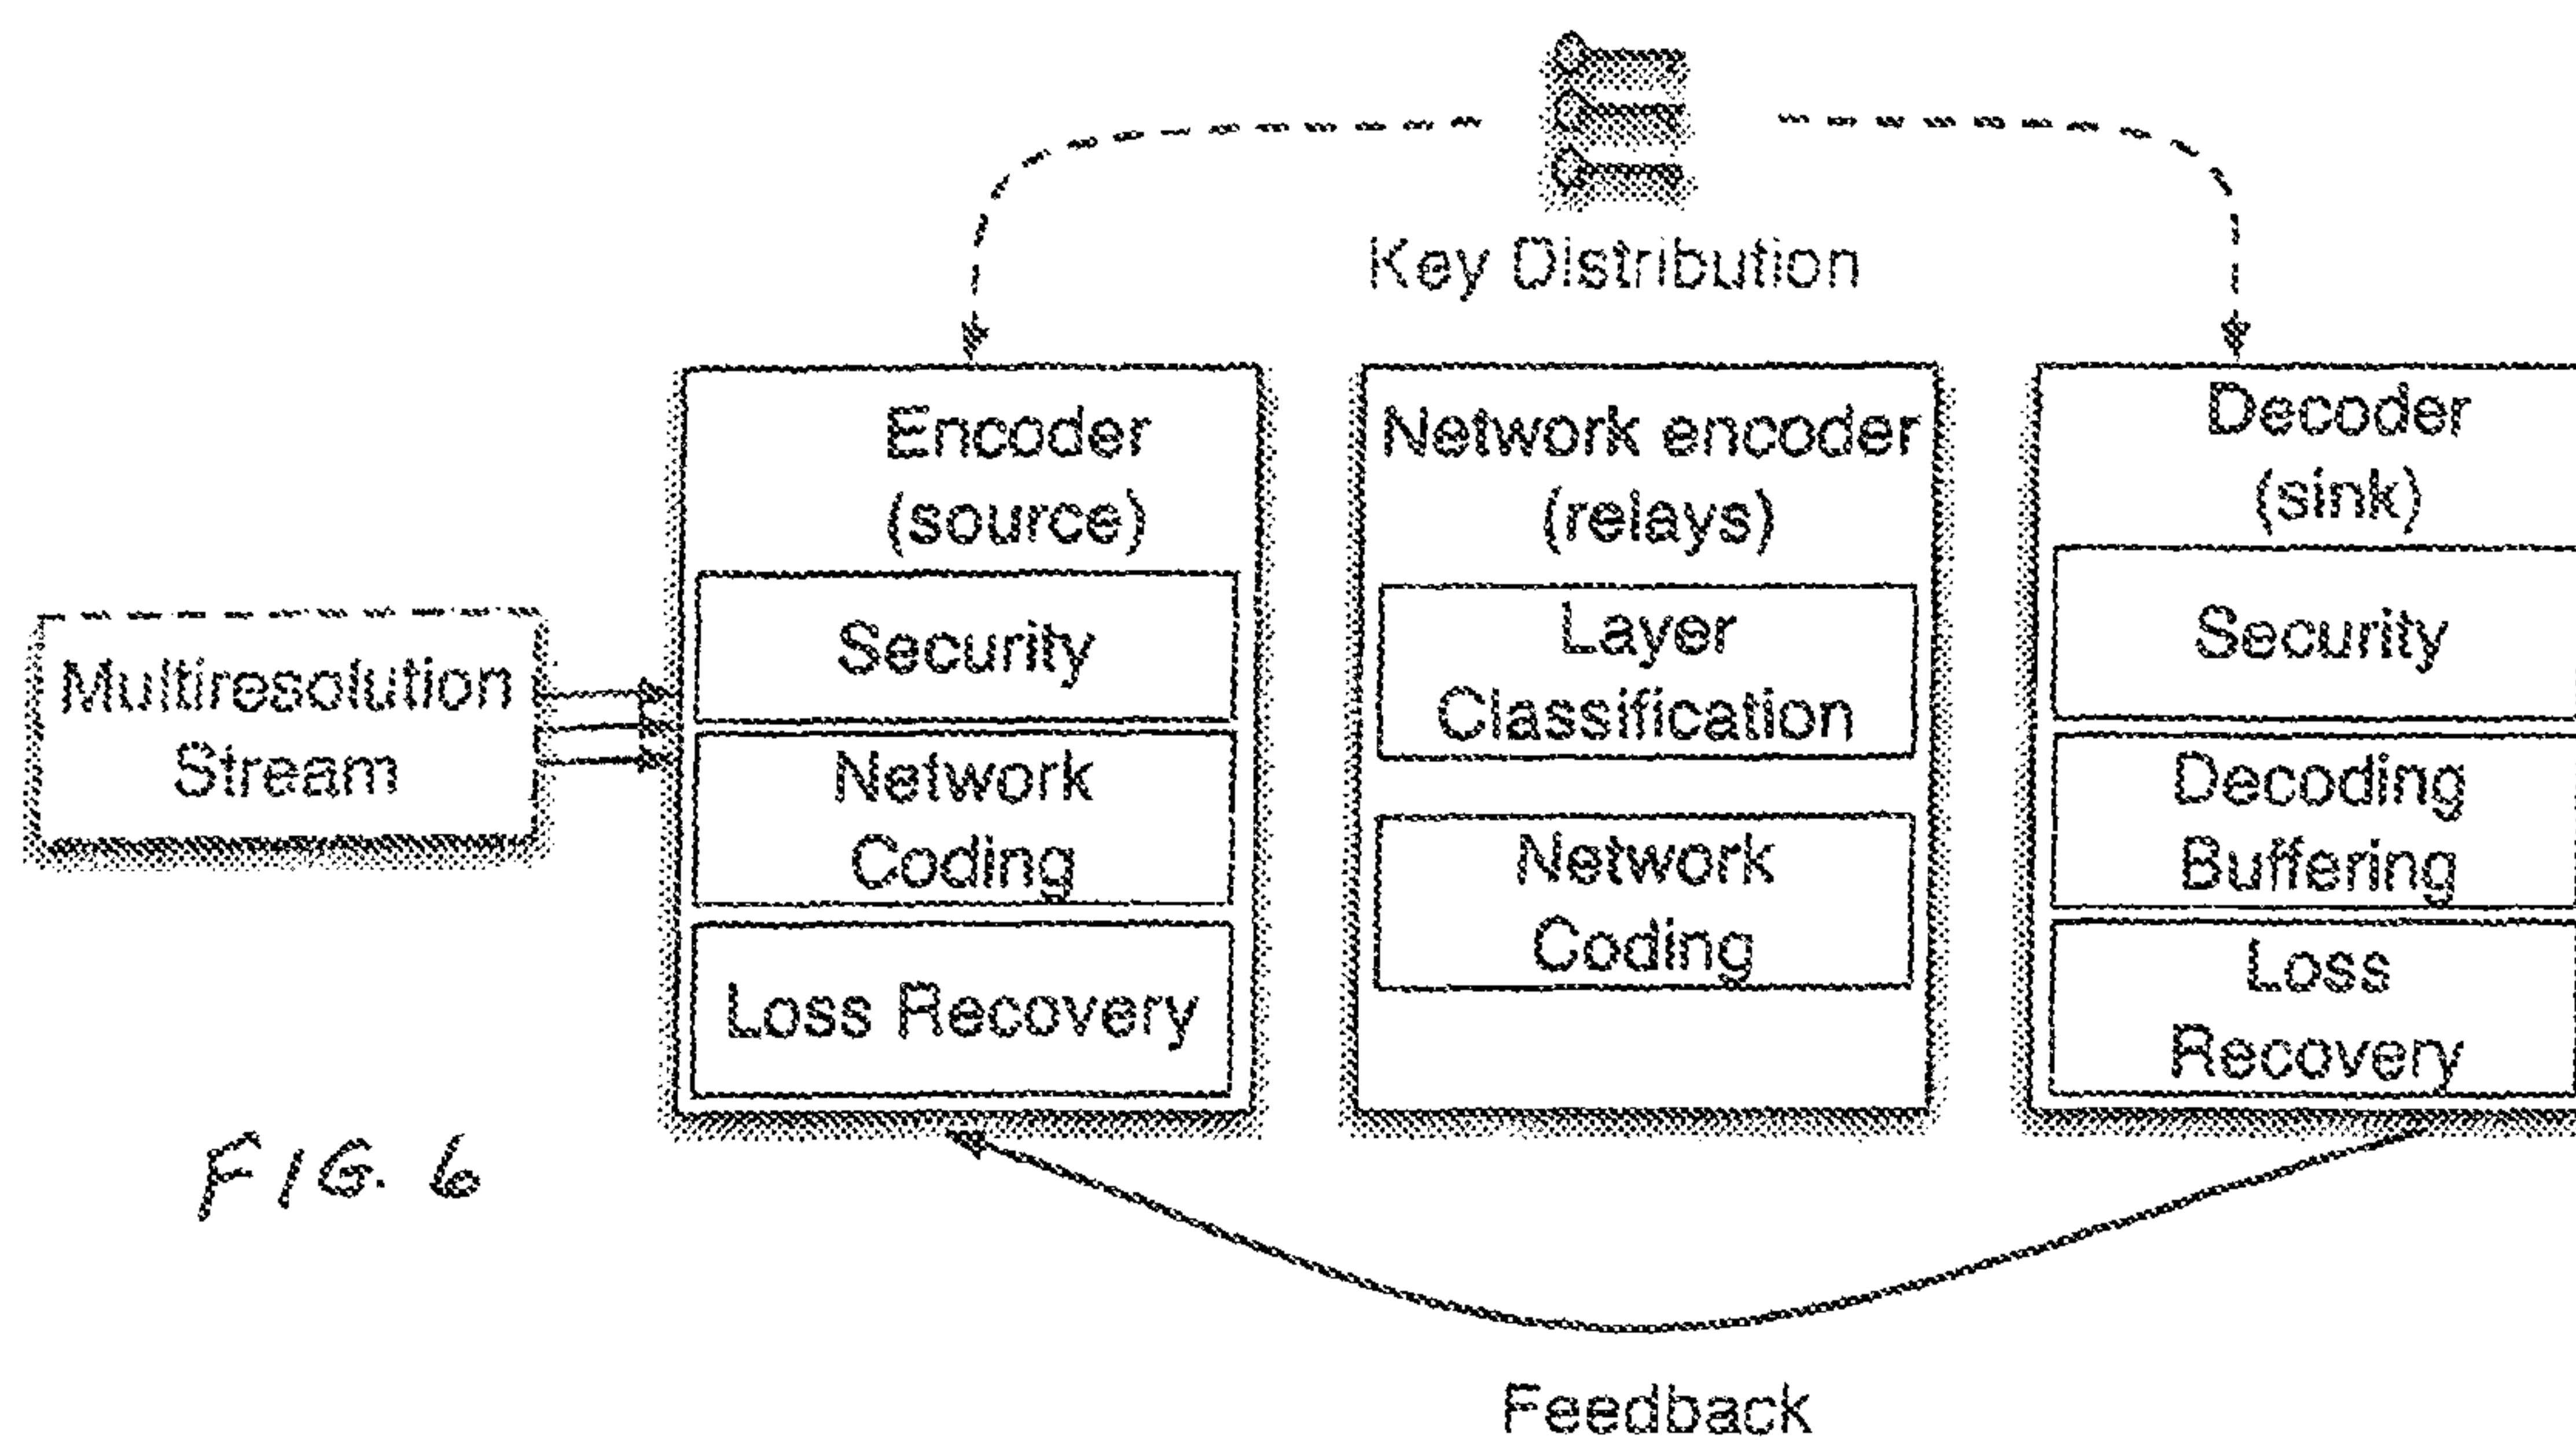 Key Distribution
Multiresolution
Stream
Encoder
(source)
Security
Network
Coding
Loss Recovery
Network encoder
(relays)
Layer
Classification
Network
Coding
Decoder
(sink)
Security
Decoding
Buffering
Loss
Recovery
FIG. 6
Feedback